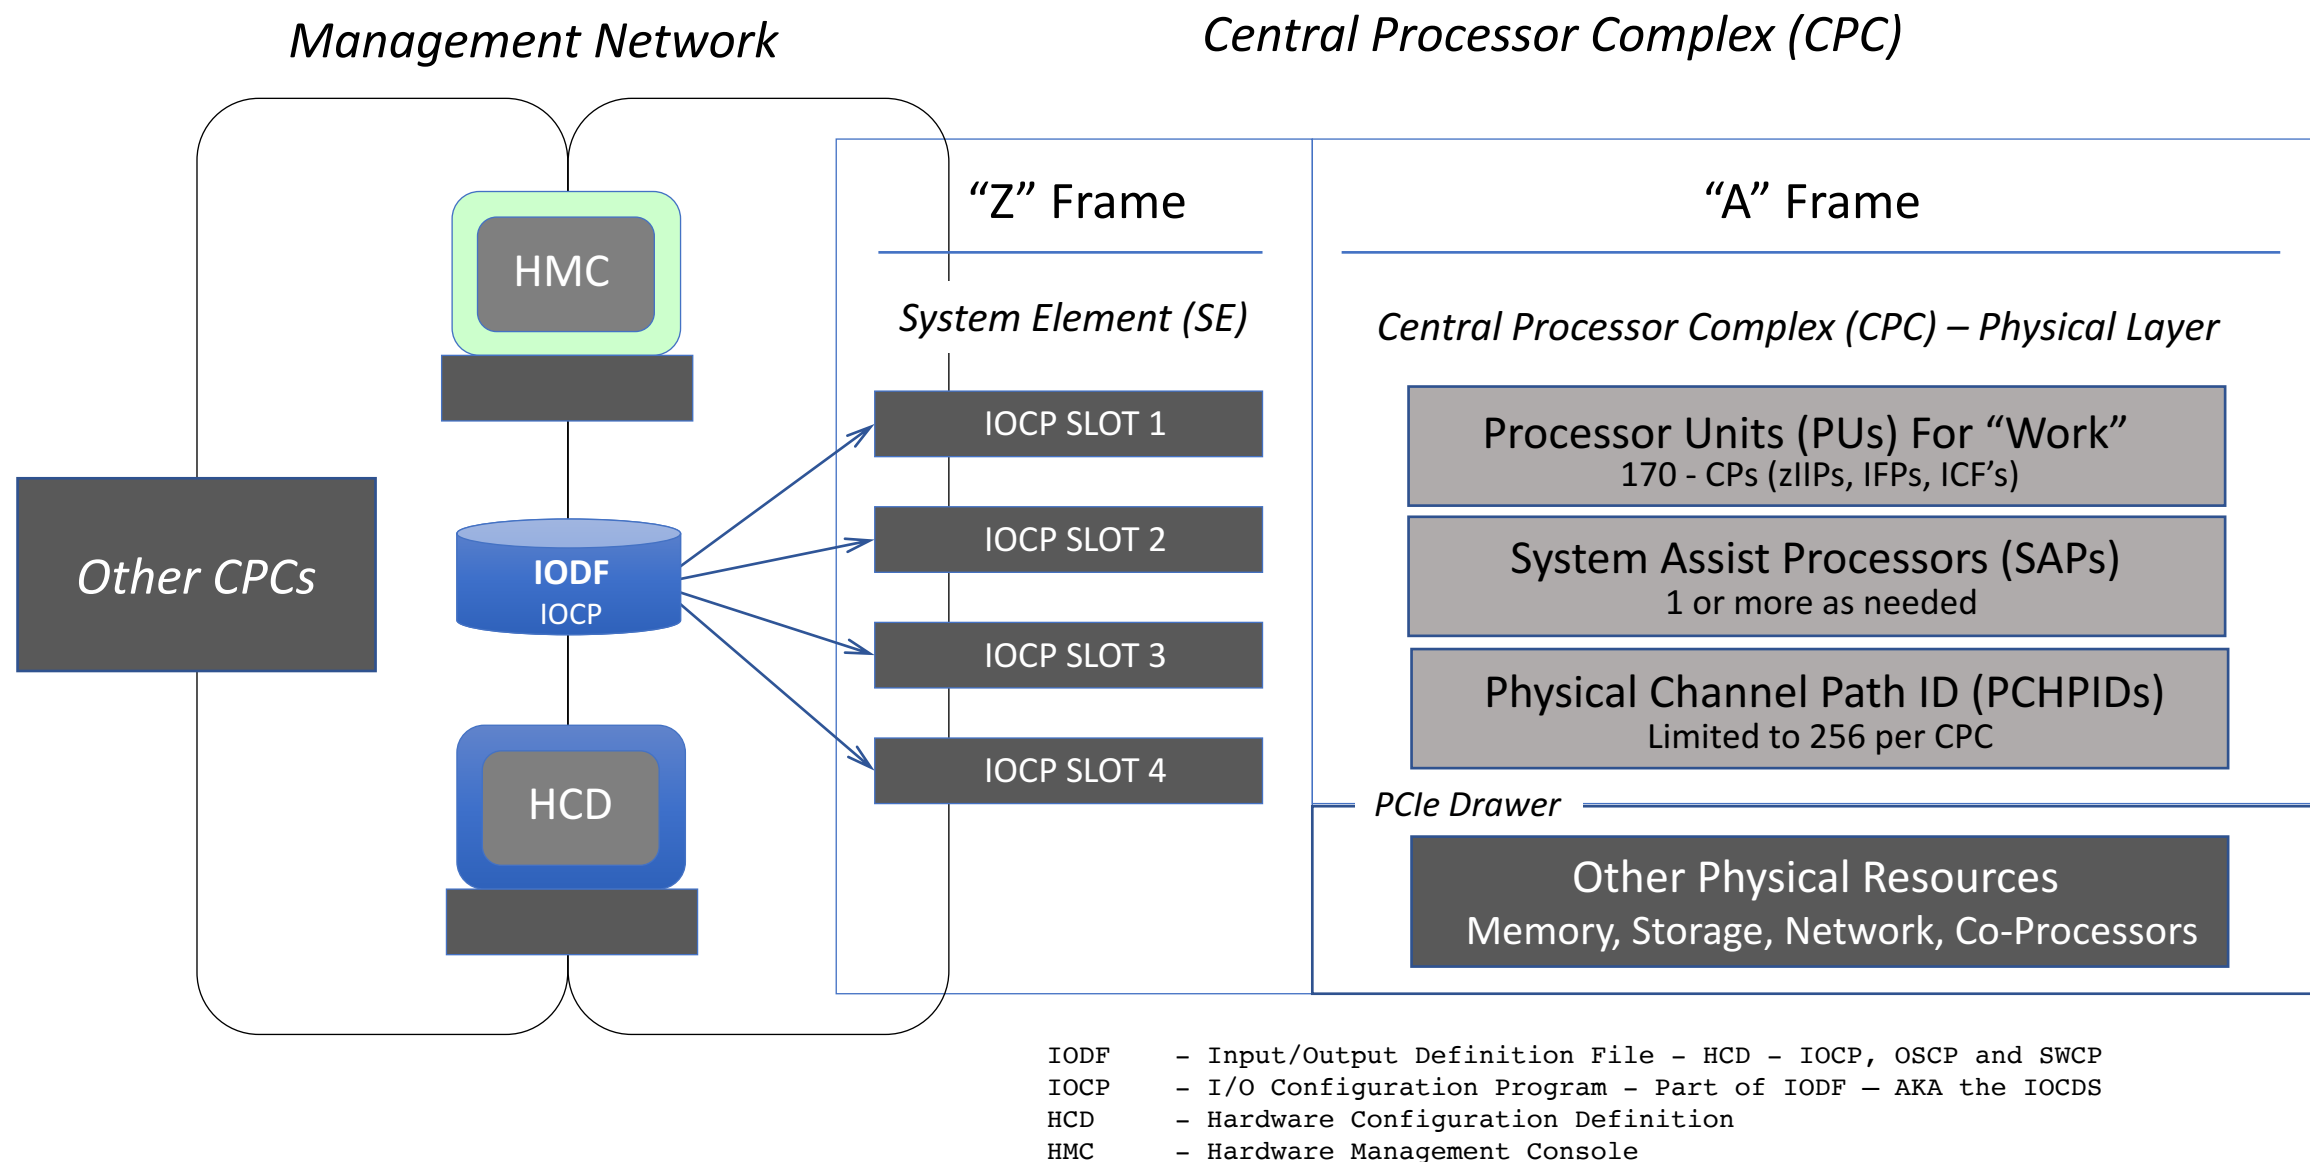 Management Network
Central Processor Complex (CPC)
HMC
Other CPCs
IODF
IOCP
HCD
“Z” Frame
System Element (SE)
IOCP SLOT 1
IOCP SLOT 2
IOCP SLOT 3
IOCP SLOT 4
“A” Frame
Central Processor Complex (CPC) – Physical Layer
Processor Units (PUs) For “Work”
170 - CPs (zIIPs, IFPs, ICF’s)
System Assist Processors (SAPs)
1 or more as needed
Physical Channel Path ID (PCHPIDs)
Limited to 256 per CPC
PCIe Drawer
Other Physical Resources
Memory, Storage, Network, Co-Processors
IODF – Input/Output Definition File – HCD – IOCP, OSCP and SWCP
IOCP – I/O Configuration Program – Part of IODF — AKA the IOCDS
HCD – Hardware Configuration Definition
HMC – Hardware Management Console